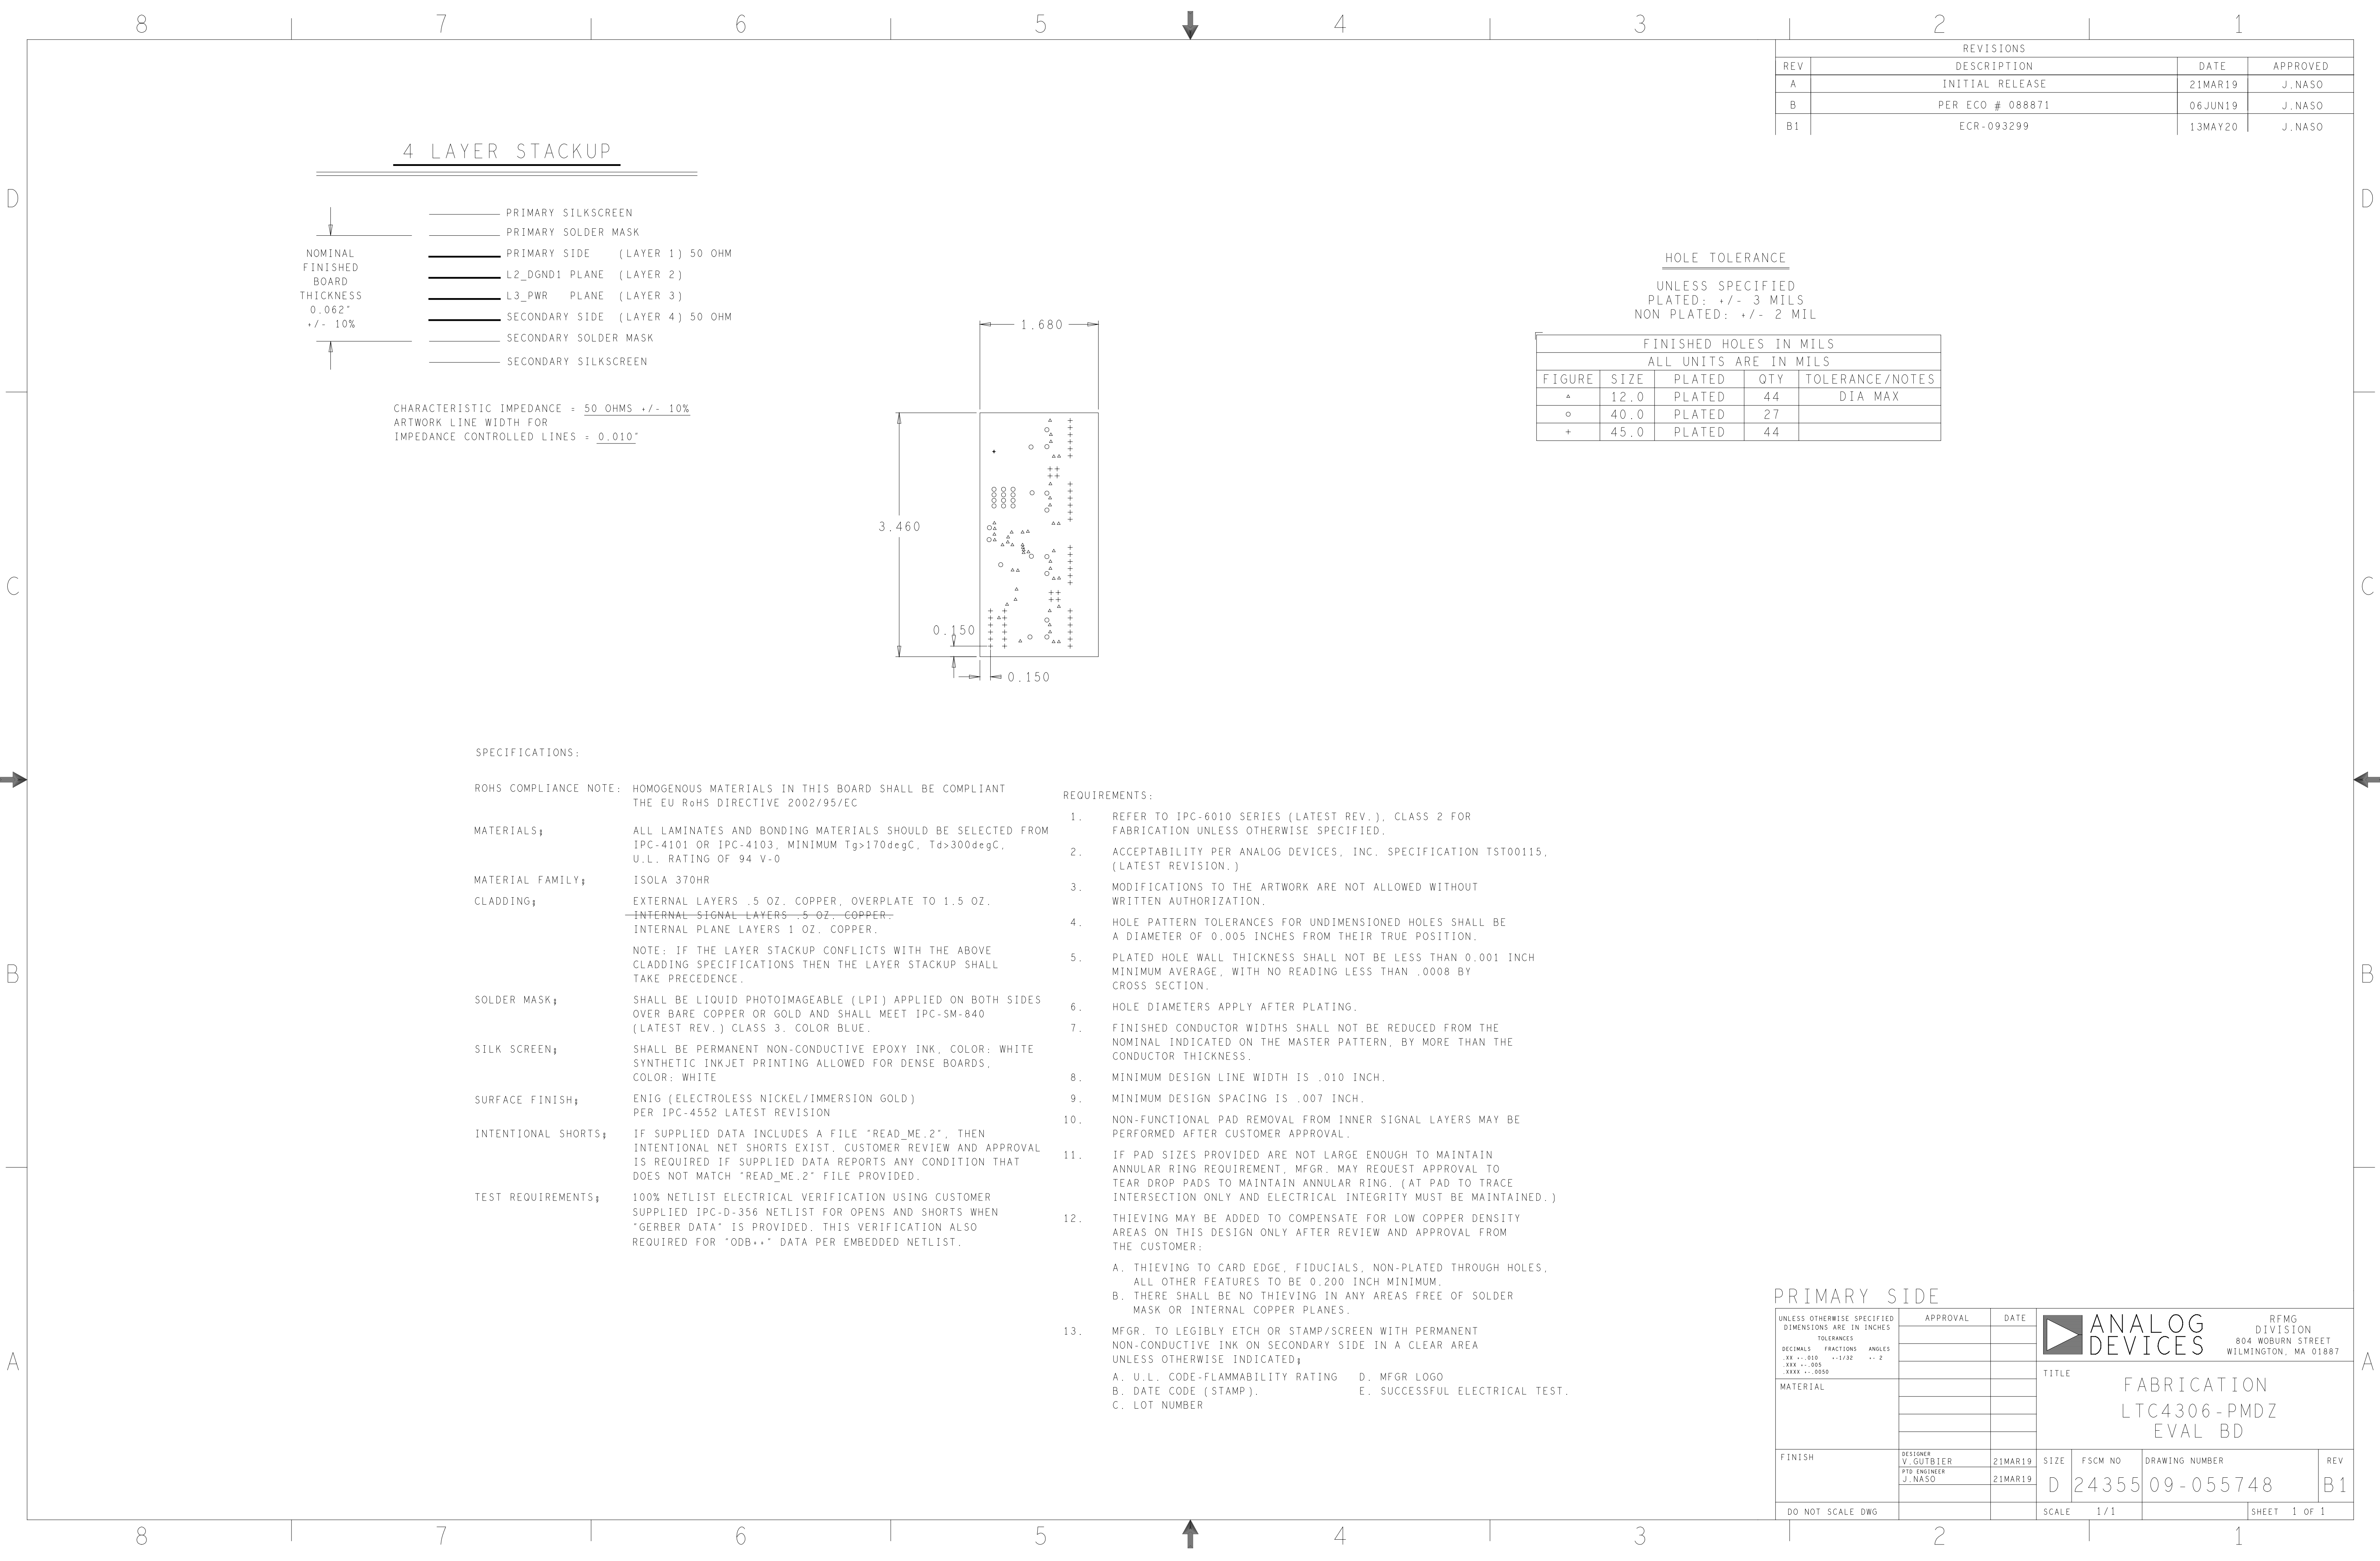 8 7 6 5 4 3 2 1
REVISIONS
REV DESCRIPTION DATE APPROVED
A INITIAL RELEASE 21MAR19 J.NASO
B PER ECO # 088871 06JUN19 J.NASO
B1 ECR-093299 13MAY20 J.NASO
4 LAYER STACKUP
D D
PRIMARY SILKSCREEN
PRIMARY SOLDER MASK
PRIMARY SIDE (LAYER 1) 50 OHM
L2_DGND1 PLANE (LAYER 2)
L3_PWR PLANE (LAYER 3)
SECONDARY SIDE (LAYER 4) 50 OHM
SECONDARY SOLDER MASK
SECONDARY SILKSCREEN
NOMINAL
FINISHED
BOARD
THICKNESS
0.062"
+/- 10%
CHARACTERISTIC IMPEDANCE = 50 OHMS +/- 10%
ARTWORK LINE WIDTH FOR
IMPEDANCE CONTROLLED LINES = 0.010"
HOLE TOLERANCE
UNLESS SPECIFIED
PLATED: +/- 3 MILS
NON PLATED: +/- 2 MIL
FINISHED HOLES IN MILS
ALL UNITS ARE IN MILS
FIGURE SIZE PLATED QTY TOLERANCE/NOTES
12.0 PLATED 44 DIA MAX
40.0 PLATED 27
+ 45.0 PLATED 44
1.680
3.460
0.150
0.150
C C
SPECIFICATIONS:
ROHS COMPLIANCE NOTE: HOMOGENOUS MATERIALS IN THIS BOARD SHALL BE COMPLIANT
THE EU RoHS DIRECTIVE 2002/95/EC
MATERIALS: ALL LAMINATES AND BONDING MATERIALS SHOULD BE SELECTED FROM
IPC-4101 OR IPC-4103, MINIMUM Tg>170degC, Td>300degC,
U.L. RATING OF 94 V-0
MATERIAL FAMILY: ISOLA 370HR
CLADDING: EXTERNAL LAYERS .5 OZ. COPPER, OVERPLATE TO 1.5 OZ.
INTERNAL SIGNAL LAYERS .5 OZ. COPPER.
INTERNAL PLANE LAYERS 1 OZ. COPPER.
NOTE: IF THE LAYER STACKUP CONFLICTS WITH THE ABOVE
CLADDING SPECIFICATIONS THEN THE LAYER STACKUP SHALL
TAKE PRECEDENCE.
SOLDER MASK: SHALL BE LIQUID PHOTOIMAGEABLE (LPI) APPLIED ON BOTH SIDES
OVER BARE COPPER OR GOLD AND SHALL MEET IPC-SM-840
(LATEST REV.) CLASS 3. COLOR BLUE.
SILK SCREEN: SHALL BE PERMANENT NON-CONDUCTIVE EPOXY INK, COLOR: WHITE
SYNTHETIC INKJET PRINTING ALLOWED FOR DENSE BOARDS,
COLOR: WHITE
SURFACE FINISH: ENIG (ELECTROLESS NICKEL/IMMERSION GOLD)
PER IPC-4552 LATEST REVISION
INTENTIONAL SHORTS: IF SUPPLIED DATA INCLUDES A FILE "READ_ME.2", THEN
INTENTIONAL NET SHORTS EXIST, CUSTOMER REVIEW AND APPROVAL
IS REQUIRED IF SUPPLIED DATA REPORTS ANY CONDITION THAT
DOES NOT MATCH "READ_ME.2" FILE PROVIDED.
TEST REQUIREMENTS: 100% NETLIST ELECTRICAL VERIFICATION USING CUSTOMER
SUPPLIED IPC-D-356 NETLIST FOR OPENS AND SHORTS WHEN
"GERBER DATA" IS PROVIDED. THIS VERIFICATION ALSO
REQUIRED FOR "ODB++" DATA PER EMBEDDED NETLIST.
REQUIREMENTS:
1. REFER TO IPC-6010 SERIES (LATEST REV.), CLASS 2 FOR
FABRICATION UNLESS OTHERWISE SPECIFIED.
2. ACCEPTABILITY PER ANALOG DEVICES, INC. SPECIFICATION TST00115,
(LATEST REVISION.)
3. MODIFICATIONS TO THE ARTWORK ARE NOT ALLOWED WITHOUT
WRITTEN AUTHORIZATION.
4. HOLE PATTERN TOLERANCES FOR UNDIMENSIONED HOLES SHALL BE
A DIAMETER OF 0.005 INCHES FROM THEIR TRUE POSITION.
5. PLATED HOLE WALL THICKNESS SHALL NOT BE LESS THAN 0.001 INCH
MINIMUM AVERAGE, WITH NO READING LESS THAN .0008 BY
CROSS SECTION.
6. HOLE DIAMETERS APPLY AFTER PLATING.
7. FINISHED CONDUCTOR WIDTHS SHALL NOT BE REDUCED FROM THE
NOMINAL INDICATED ON THE MASTER PATTERN, BY MORE THAN THE
CONDUCTOR THICKNESS.
8. MINIMUM DESIGN LINE WIDTH IS .010 INCH.
9. MINIMUM DESIGN SPACING IS .007 INCH.
10. NON-FUNCTIONAL PAD REMOVAL FROM INNER SIGNAL LAYERS MAY BE
PERFORMED AFTER CUSTOMER APPROVAL.
11. IF PAD SIZES PROVIDED ARE NOT LARGE ENOUGH TO MAINTAIN
ANNULAR RING REQUIREMENT, MFGR. MAY REQUEST APPROVAL TO
TEAR DROP PADS TO MAINTAIN ANNULAR RING. (AT PAD TO TRACE
INTERSECTION ONLY AND ELECTRICAL INTEGRITY MUST BE MAINTAINED.)
12. THIEVING MAY BE ADDED TO COMPENSATE FOR LOW COPPER DENSITY
AREAS ON THIS DESIGN ONLY AFTER REVIEW AND APPROVAL FROM
THE CUSTOMER:
A. THIEVING TO CARD EDGE, FIDUCIALS, NON-PLATED THROUGH HOLES,
ALL OTHER FEATURES TO BE 0.200 INCH MINIMUM.
B. THERE SHALL BE NO THIEVING IN ANY AREAS FREE OF SOLDER
MASK OR INTERNAL COPPER PLANES.
13. MFGR. TO LEGIBLY ETCH OR STAMP/SCREEN WITH PERMANENT
NON-CONDUCTIVE INK ON SECONDARY SIDE IN A CLEAR AREA
UNLESS OTHERWISE INDICATED:
A. U.L. CODE-FLAMMABILITY RATING D. MFGR LOGO
B. DATE CODE (STAMP). E. SUCCESSFUL ELECTRICAL TEST.
C. LOT NUMBER
B B
A A
PRIMARY SIDE
UNLESS OTHERWISE SPECIFIED
DIMENSIONS ARE IN INCHES
TOLERANCES
DECIMALS FRACTIONS ANGLES
.XX +-.010 +-1/32 +- 2
.XXX +-.005
.XXXX +-.0050
MATERIAL
FINISH
DO NOT SCALE DWG
APPROVAL DATE
DESIGNER
V.GUTBIER 21MAR19
PTD ENGINEER
J.NASO 21MAR19
ANALOG
DEVICES
RFMG
DIVISION
804 WOBURN STREET
WILMINGTON, MA 01887
TITLE
FABRICATION
LTC4306-PMDZ
EVAL BD
SIZE FSCM NO DRAWING NUMBER REV
D 24355 09-055748 B1
SCALE 1/1 SHEET 1 OF 1
8 7 6 5 4 3 2 1